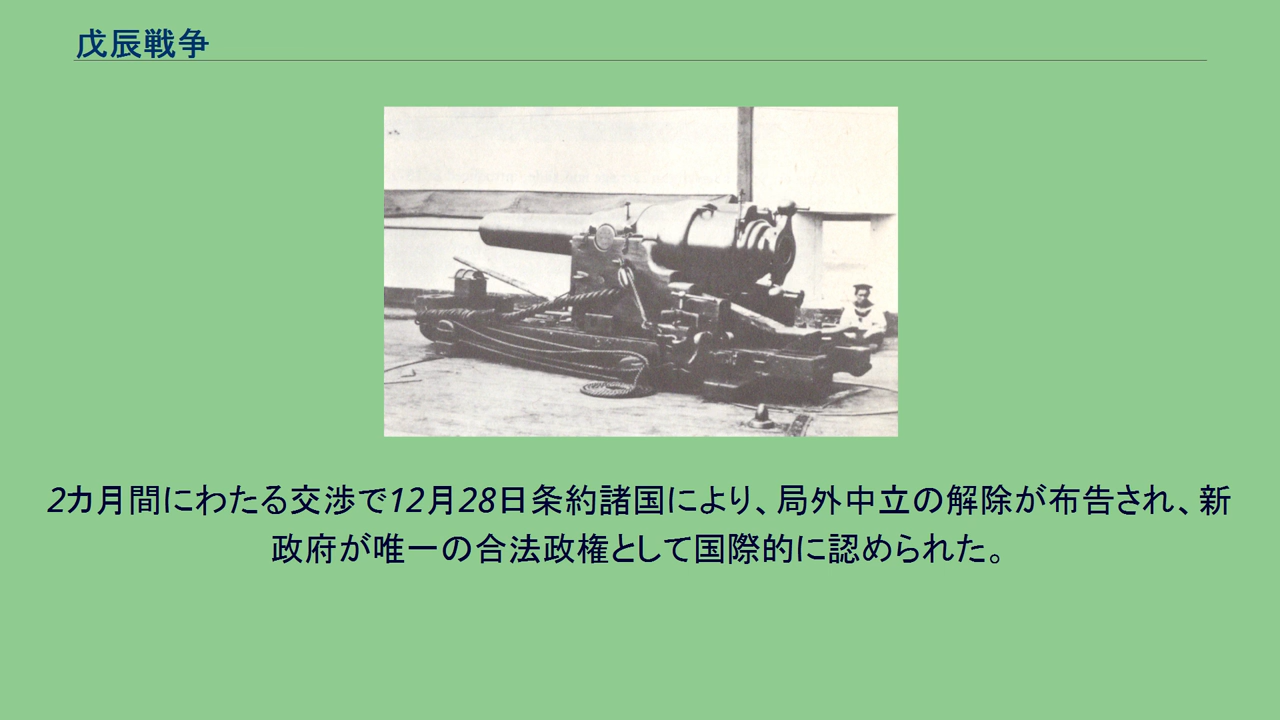 戊辰戦争
2カ月間にわたる交渉で12月28日条約諸国により、局外中立の解除が布告され、新
政府が唯一の合法政権として国際的に認められた。